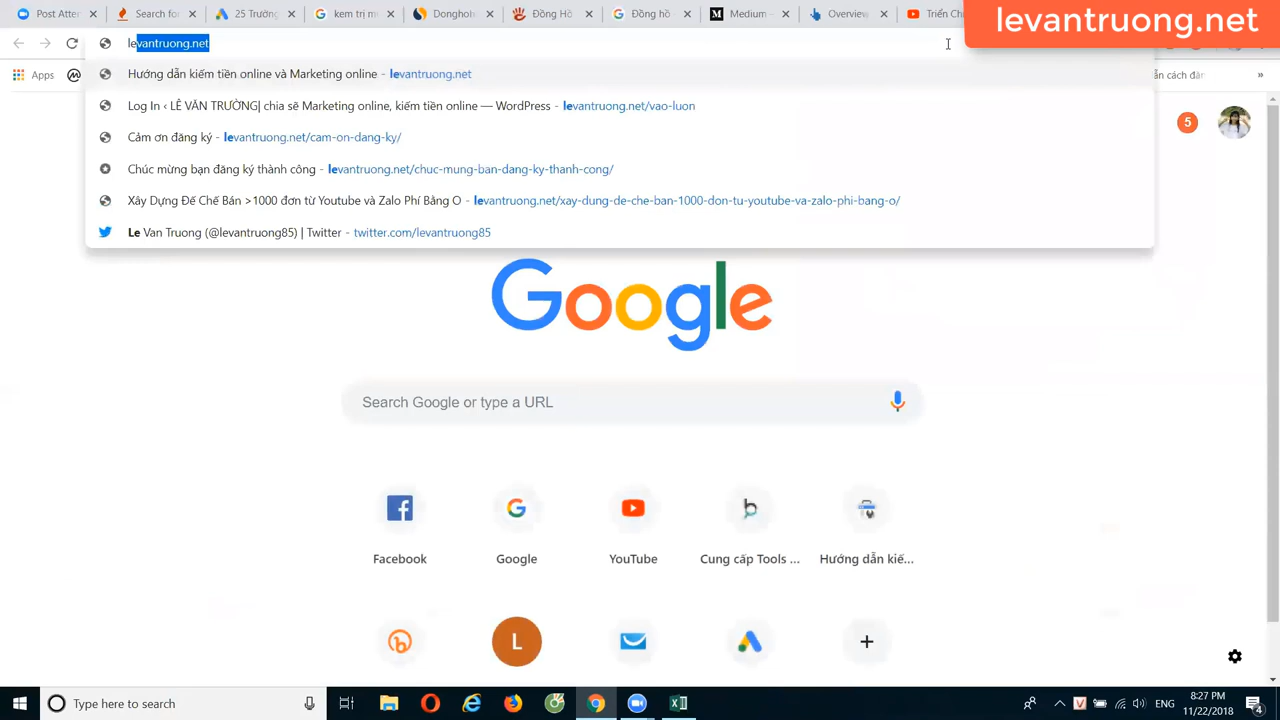 Post Attem
Search for
25 Trường
kem trị m
Donghoi
Đồng Hồ
Đồng hồ
Medium -
Overview
Triển Ch
levantruong.net
levantruong.net
Apps
Hướng dẫn kiếm tiền online và Marketing online - levantruong.net
Log In ‹ LÊ VĂN TRƯỜNG| chia sẽ Marketing online, kiếm tiền online — WordPress - levantruong.net/vao-luon
Cảm ơn đăng ký - levantruong.net/cam-on-dang-ky/
Chúc mừng bạn đăng ký thành công - levantruong.net/chuc-mung-ban-dang-ky-thanh-cong/
Xây Dựng Đế Chế Bán >1000 đơn từ Youtube và Zalo Phí Bằng O - levantruong.net/xay-dung-de-che-ban-1000-don-tu-youtube-va-zalo-phi-bang-o/
Le Van Truong (@levantruong85) | Twitter - twitter.com/levantruong85
5
Google
Search Google or type a URL
Facebook
Google
YouTube
Cung cấp Tools ...
Hướng dẫn kiế...
L
Type here to search
ENG
8:27 PM
11/22/2018
4